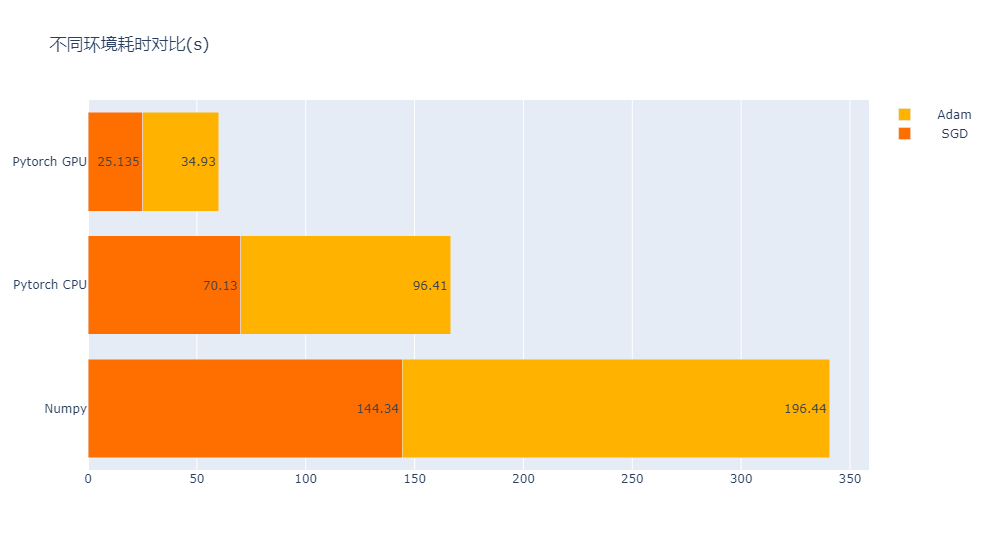 不同环境耗时对比(s)
Adam
SGD
Pytorch GPU
25.135
34.93
Pytorch CPU
70.13
96.41
Numpy
144.34
196.44
0
50
100
150
200
250
300
350